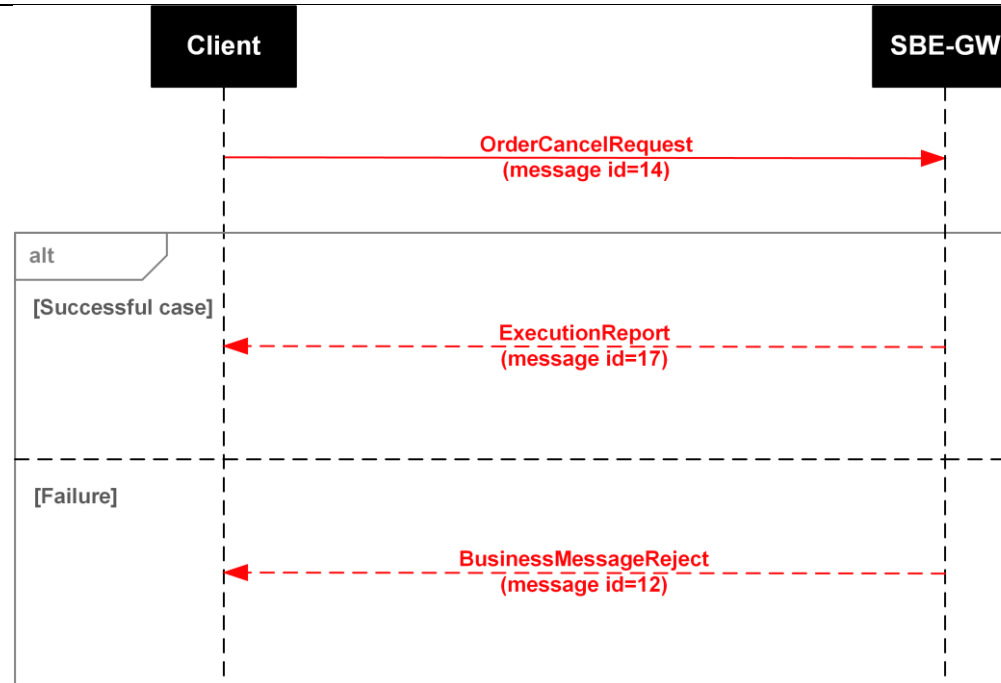 Client
SBE-GW
OrderCancelRequest
(message id=14)
alt
[Successful case]
ExecutionReport
(message id=17)
[Failure]
BusinessMessageReject
(message id=12)